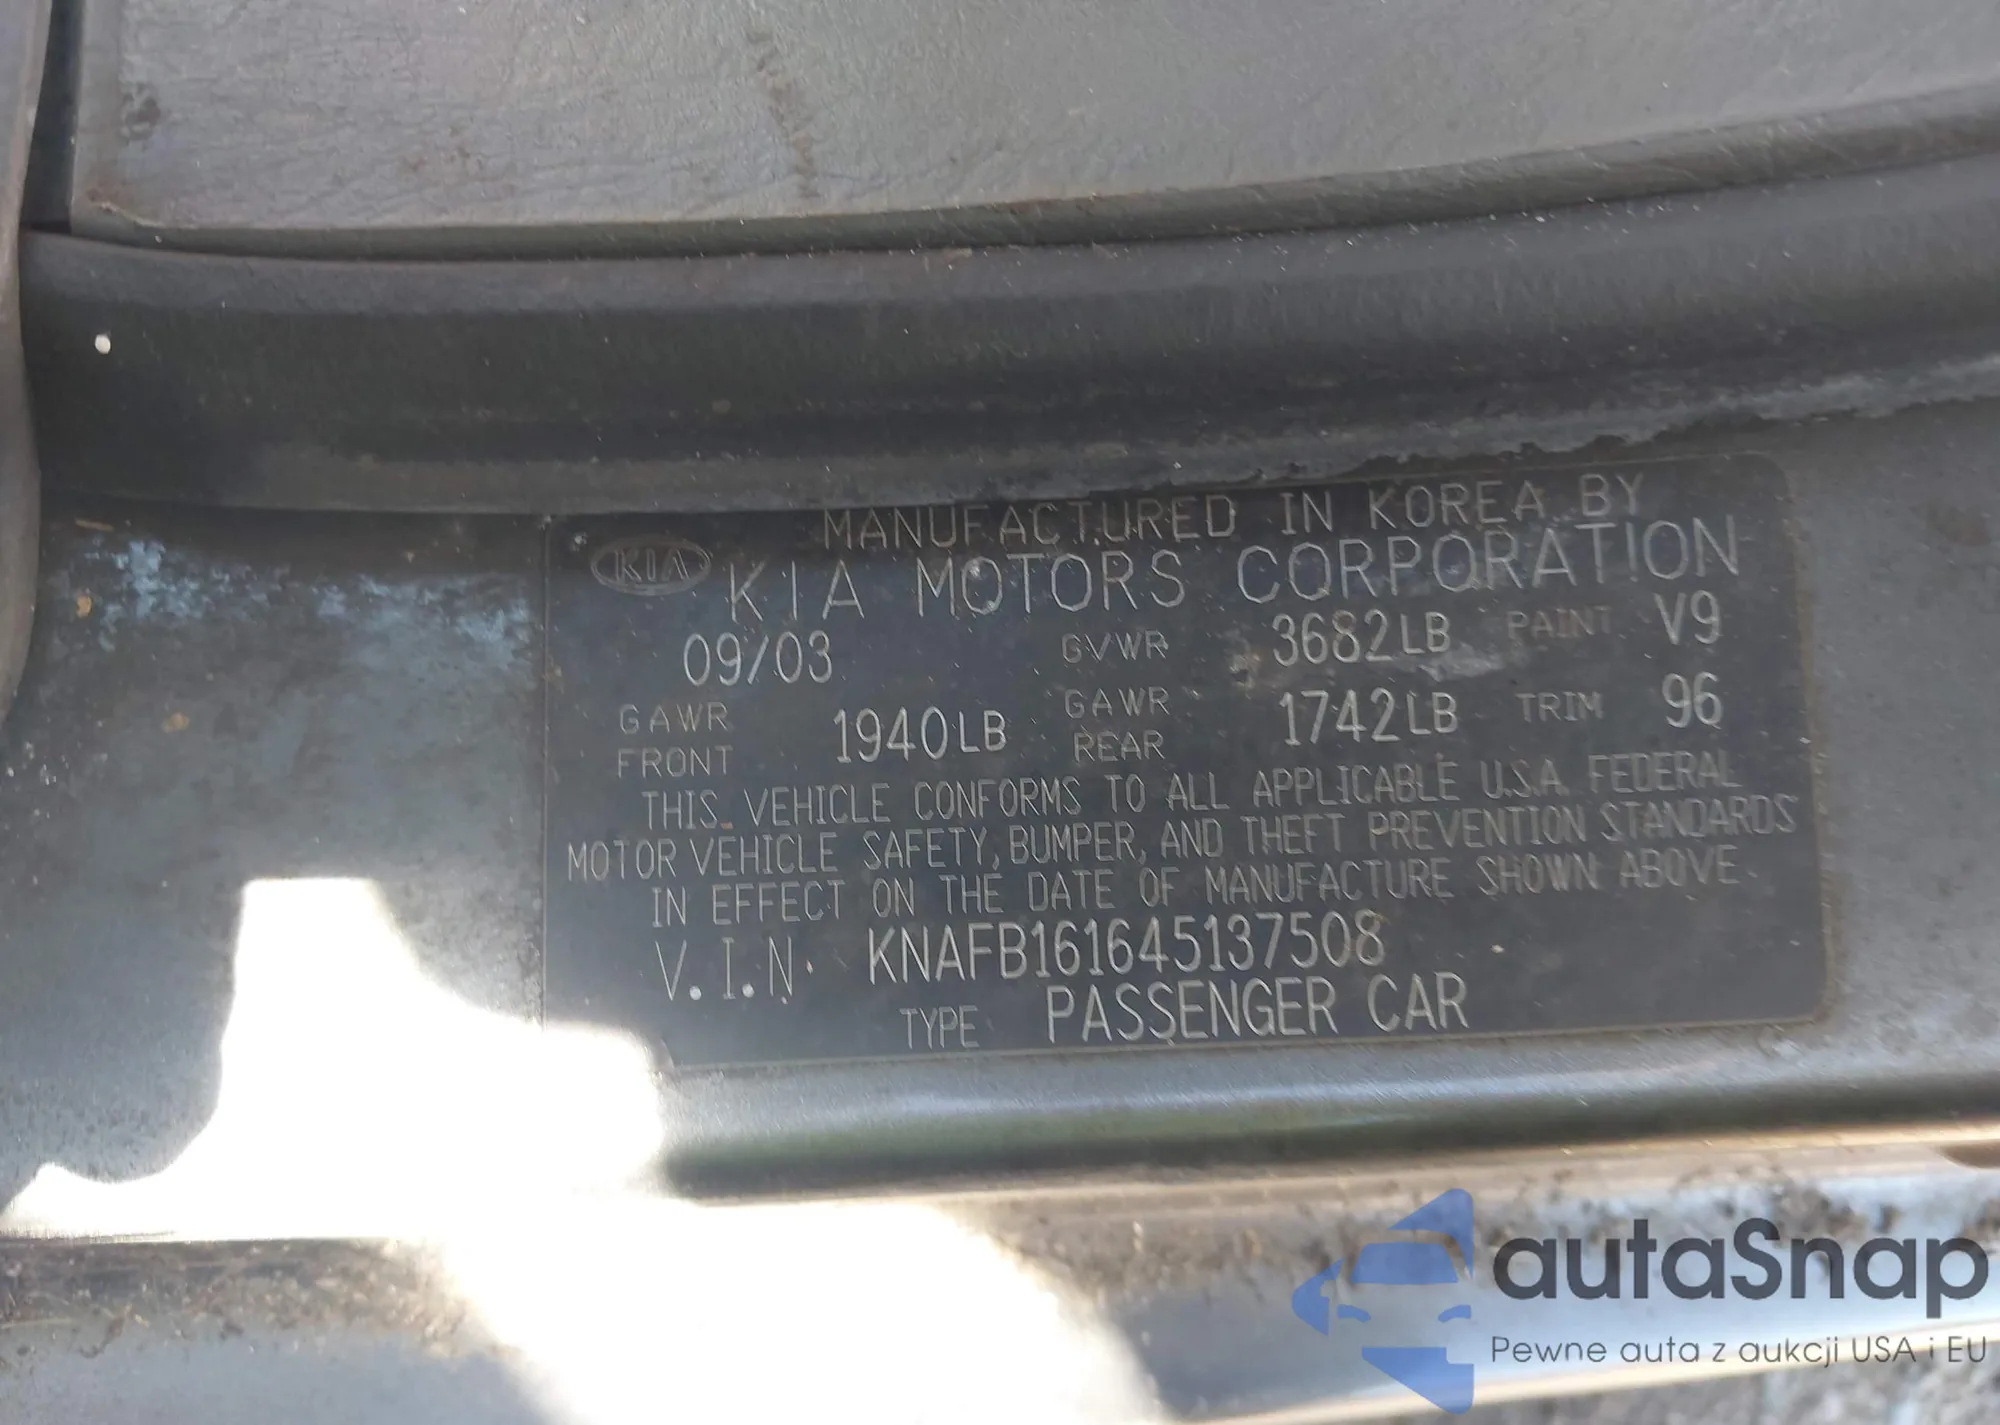 MANUFACTURED IN KOREA BY
KIA KIA MOTORS CORPORATION
09/03 GVWR 3682LB PAINT V9
GAWR FRONT 1940LB GAWR REAR 1742LB TRIM 96
THIS VEHICLE CONFORMS TO ALL APPLICABLE U.S.A. FEDERAL
MOTOR VEHICLE SAFETY, BUMPER, AND THEFT PREVENTION STANDARDS
IN EFFECT ON THE DATE OF MANUFACTURE SHOWN ABOVE.
V.I.N. KNAFB161645137508
TYPE PASSENGER CAR
autaSnap
Pewne auta z aukcji USA i EU